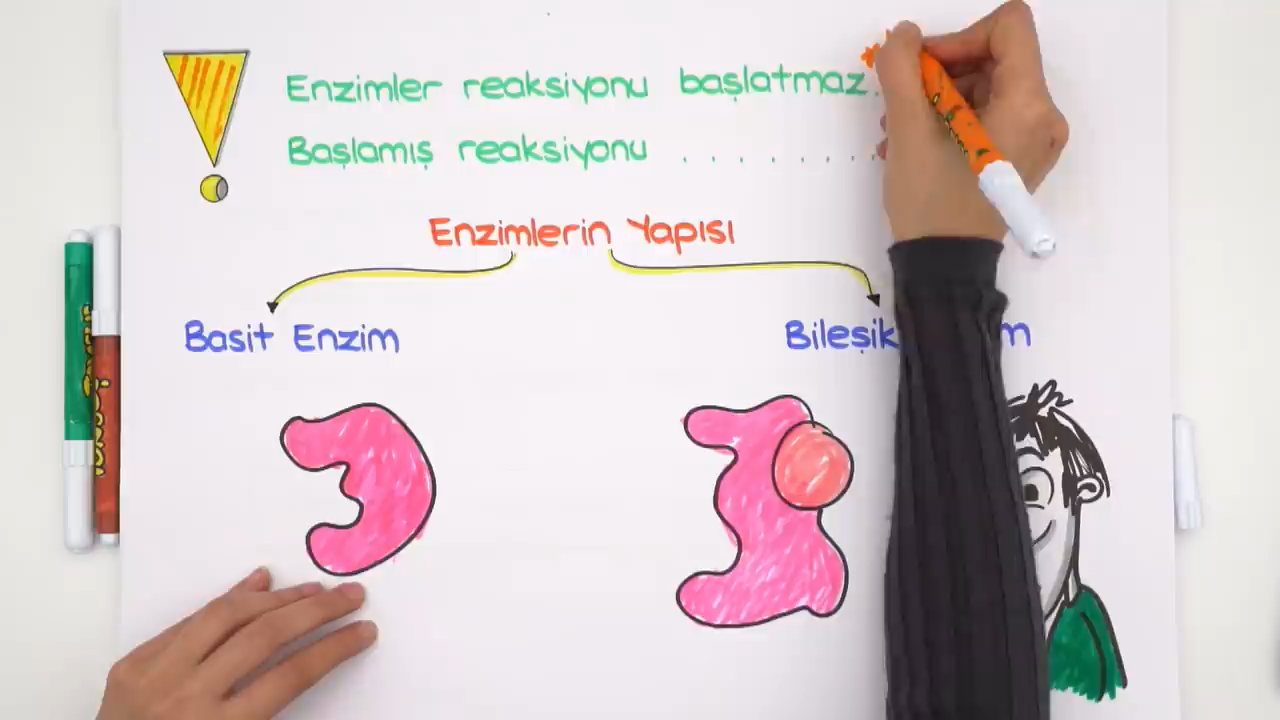 Enzimler reaksiyonu başlatmaz.
Başlamış reaksiyonu . . . . . . . .
Enzimlerin Yapısı
Basit Enzim
Bileşik